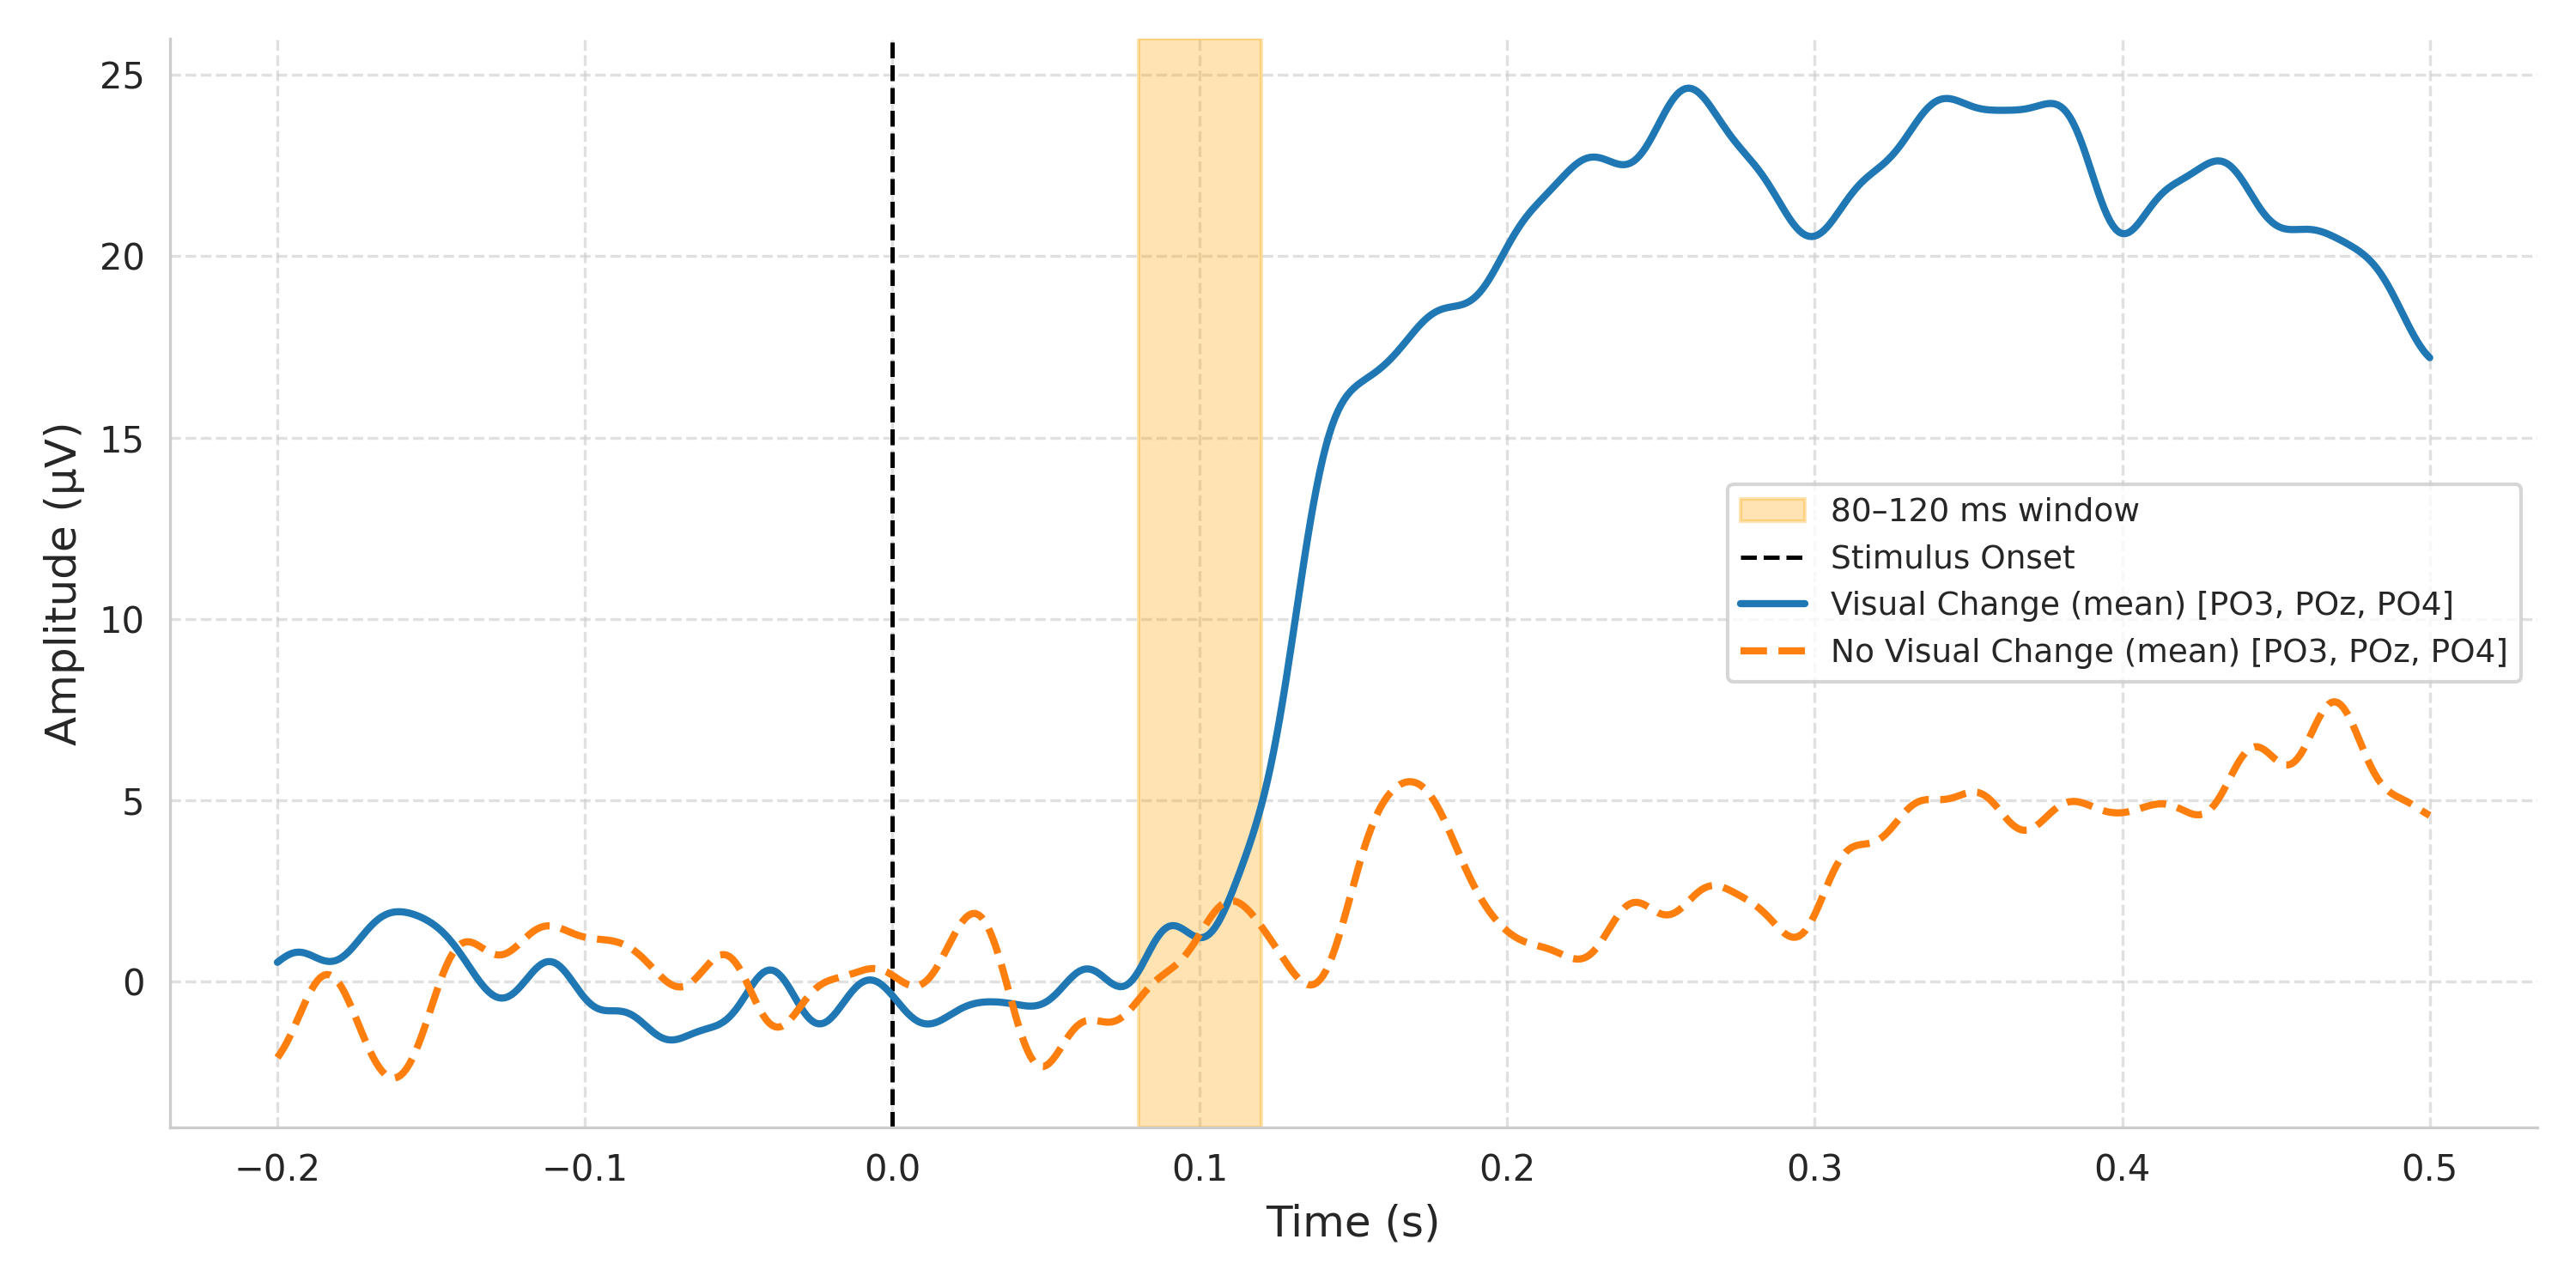 25
20
15
10
5
0
Amplitude (µV)
80–120 ms window
Stimulus Onset
Visual Change (mean) [PO3, POz, PO4]
No Visual Change (mean) [PO3, POz, PO4]
−0.2 −0.1 0.0 0.1 0.2 0.3 0.4 0.5
Time (s)